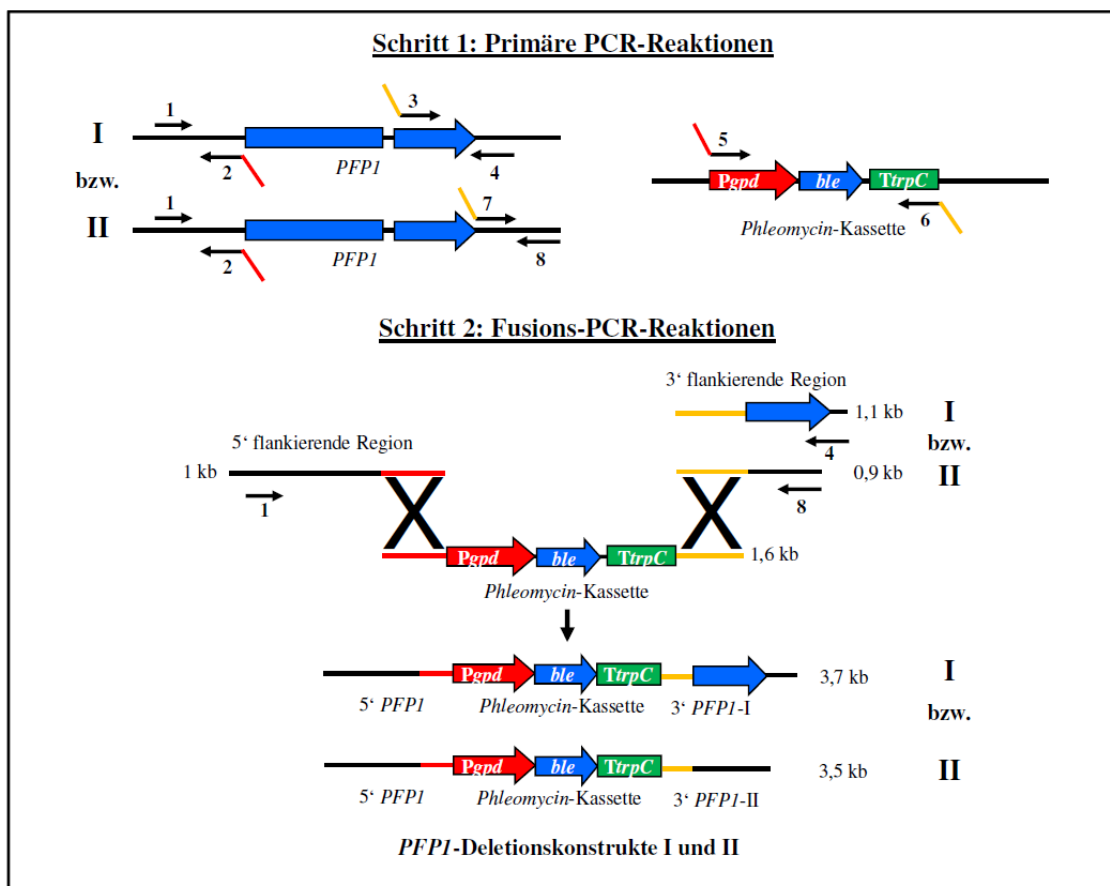 Schritt 1: Primäre PCR-Reaktionen
1
3
5
I
2
PFP1
4
Pgpd
ble
TtrpC
bzw.
1
7
6
Phleomycin-Kassette
II
2
PFP1
8
Schritt 2: Fusions-PCR-Reaktionen
3‘ flankierende Region
1,1 kb
I
5‘ flankierende Region
4
bzw.
1 kb
0,9 kb
II
1
8
Pgpd
ble
TtrpC
1,6 kb
Phleomycin-Kassette
Pgpd
ble
TtrpC
3,7 kb
I
5‘ PFP1
Phleomycin-Kassette
3‘ PFP1-I
bzw.
Pgpd
ble
TtrpC
3,5 kb
II
5‘ PFP1
Phleomycin-Kassette
3‘ PFP1-II
PFP1-Deletionskonstrukte I und II